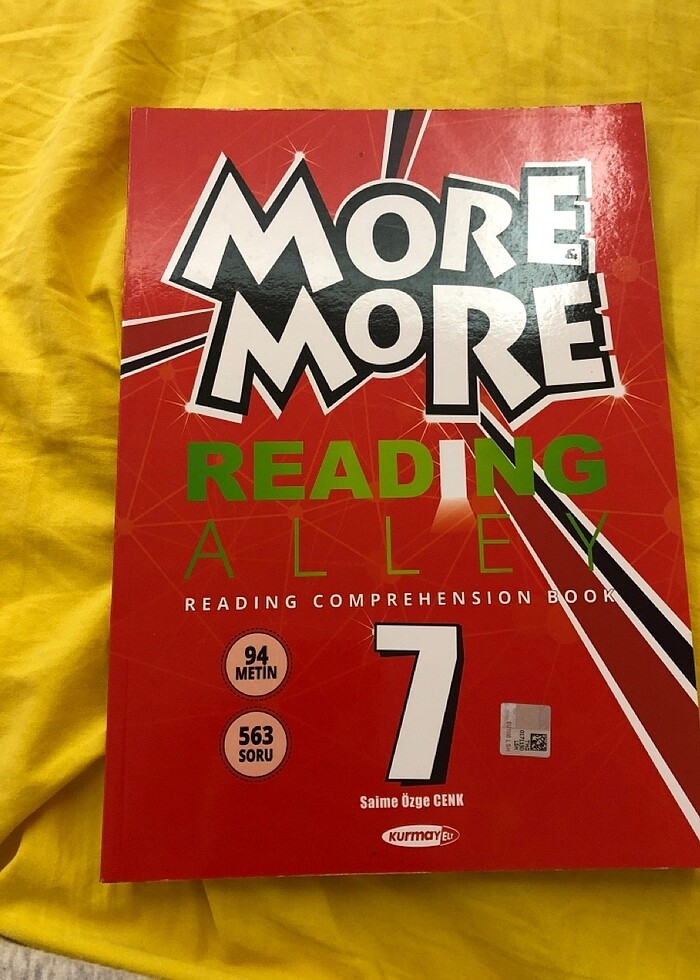 MORE
MORE
READING
ALLEY
READING COMPREHENSION BOOK
94
METİN
563
SORU
7
Saime Özge CENK
Kurmay ELT